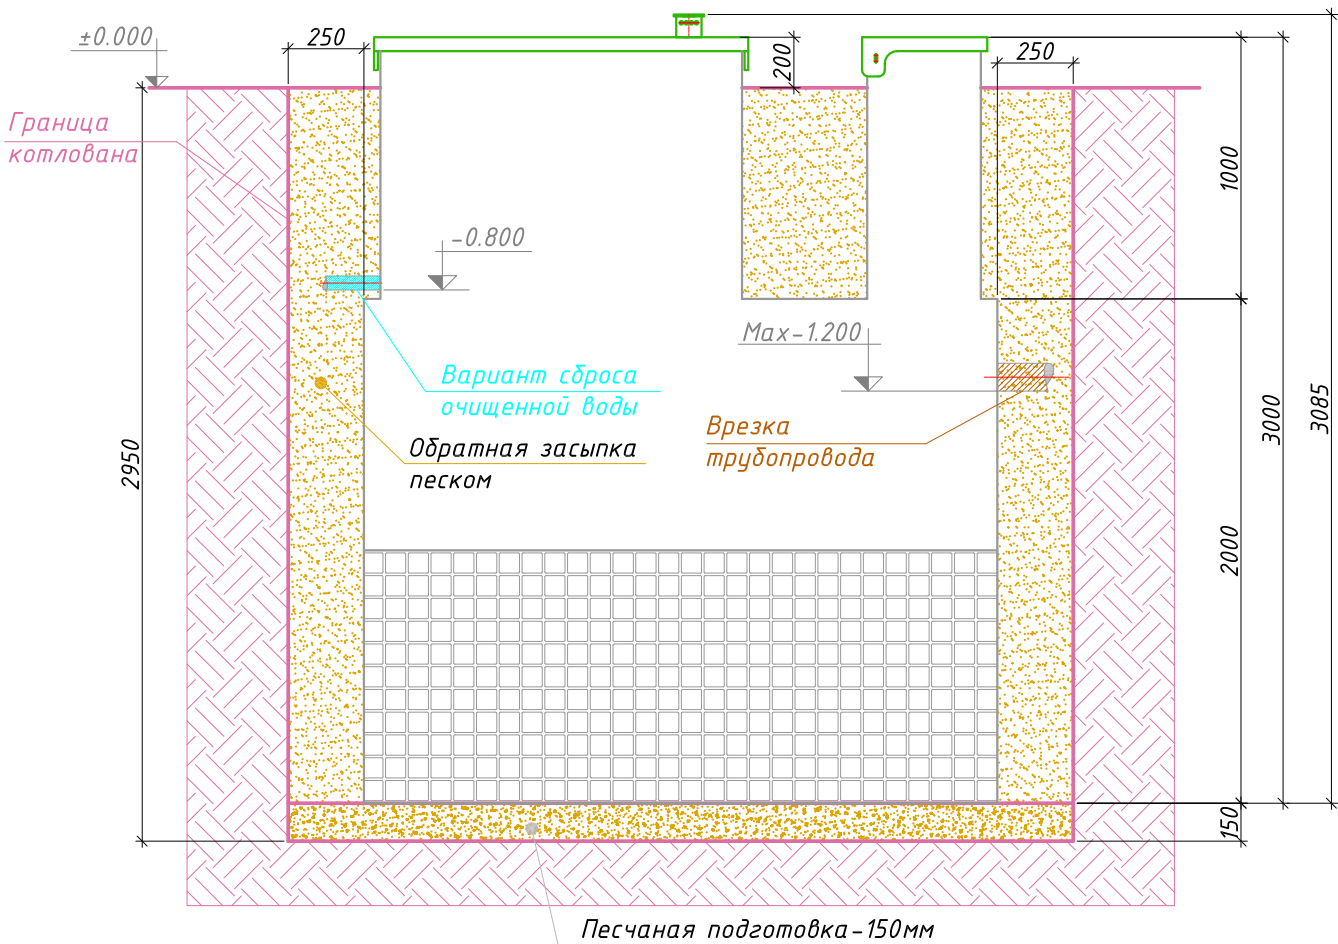 ±0.000
250
200
250
Граница
котлована
1000
-0.800
Max-1.200
Вариант сброса
очищенной воды
Врезка
трубопровода
Обратная засыпка
песком
2950
3000
3085
2000
150
Песчаная подготовка-150мм